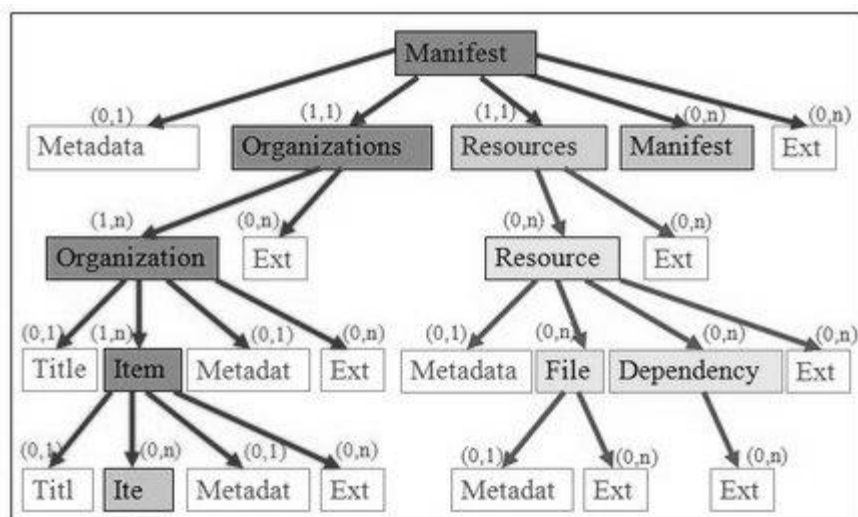 Manifest
(0,1) (1,1) (1,1) (0,n) (0,n)
Metadata Organizations Resources Manifest Ext
(1,n) (0,n) (0,n) (0,n)
Organization Ext Resource Ext
(0,1) (1,n) (0,1) (0,n) (0,1) (0,n) (0,n) (0,n)
Title Item Metadat Ext Metadata File Dependency Ext
(0,1) (0,n) (0,1) (0,n) (0,1) (0,n) (0,n)
Titl Ite Metadat Ext Metadat Ext Ext